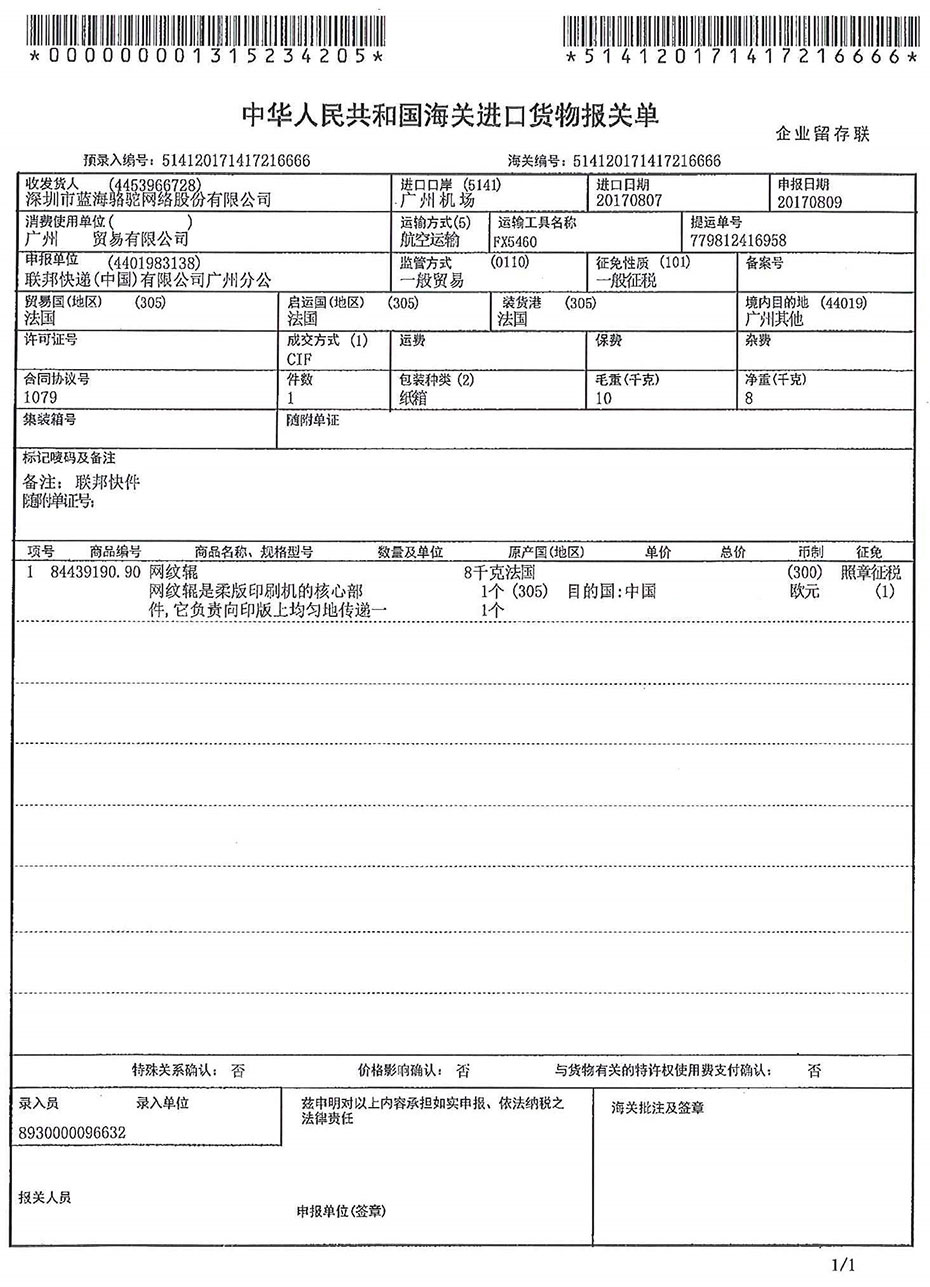 *000000001315234205*
*514120171417216666*
中华人民共和国海关进口货物报关单
企业留存联
预录入编号: 514120171417216666
海关编号: 514120171417216666
收发货人 (4453966728)
深圳市蓝海骆驼网络股份有限公司
进口口岸 (5141)
广州机场
进口日期
20170807
申报日期
20170809
消费使用单位( )
广州 贸易有限公司
运输方式(5)
航空运输
运输工具名称
FX5460
提运单号
779812416958
申报单位 (4401983138)
联邦快递(中国)有限公司广州分公
监管方式 (0110)
一般贸易
征免性质 (101)
一般征税
备案号
贸易国(地区) (305)
法国
启运国(地区) (305)
法国
装货港 (305)
法国
境内目的地 (44019)
广州其他
许可证号
成交方式 (1)
CIF
运费
保费
杂费
合同协议号
1079
件数
1
包装种类 (2)
纸箱
毛重(千克)
10
净重(千克)
8
集装箱号
随附单证
标记唛码及备注
备注: 联邦快件
随附单证号:
项号 商品编号 商品名称、规格型号 数量及单位 原产国(地区) 单价 总价 币制 征免
1 84439190.90 网纹辊 8千克法国 (300) 照章征税
网纹辊是柔版印刷机的核心部 1个 (305) 目的国:中国 欧元 (1)
件,它负责向印版上均匀地传递一 1个
特殊关系确认: 否 价格影响确认: 否 与货物有关的特许权使用费支付确认: 否
录入员 录入单位
8930000096632
兹申明对以上内容承担如实申报、依法纳税之
法律责任
海关批注及签章
报关人员
申报单位(签章)
1/1